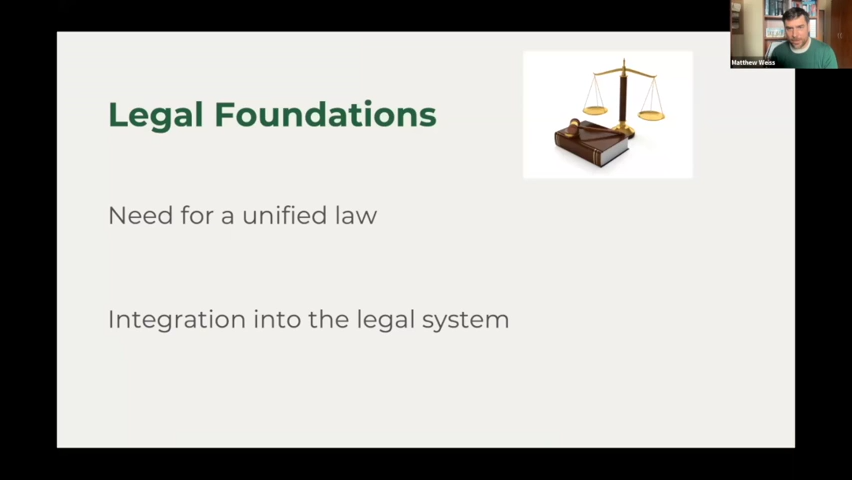 Matthew Weiss
Legal Foundations
Need for a unified law
Integration into the legal system